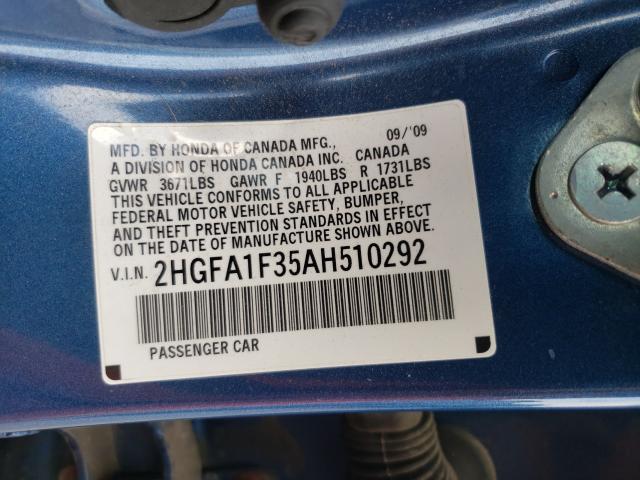 MFD. BY HONDA OF CANADA MFG., 09/'09
A DIVISION OF HONDA CANADA INC. CANADA
GVWR 3671LBS GAWR F 1940LBS R 1731LBS
THIS VEHICLE CONFORMS TO ALL APPLICABLE
FEDERAL MOTOR VEHICLE SAFETY, BUMPER,
AND THEFT PREVENTION STANDARDS IN EFFECT
ON THE DATE OF MANUFACTURE SHOWN ABOVE.
V.I.N. 2HGFA1F35AH510292
PASSENGER CAR